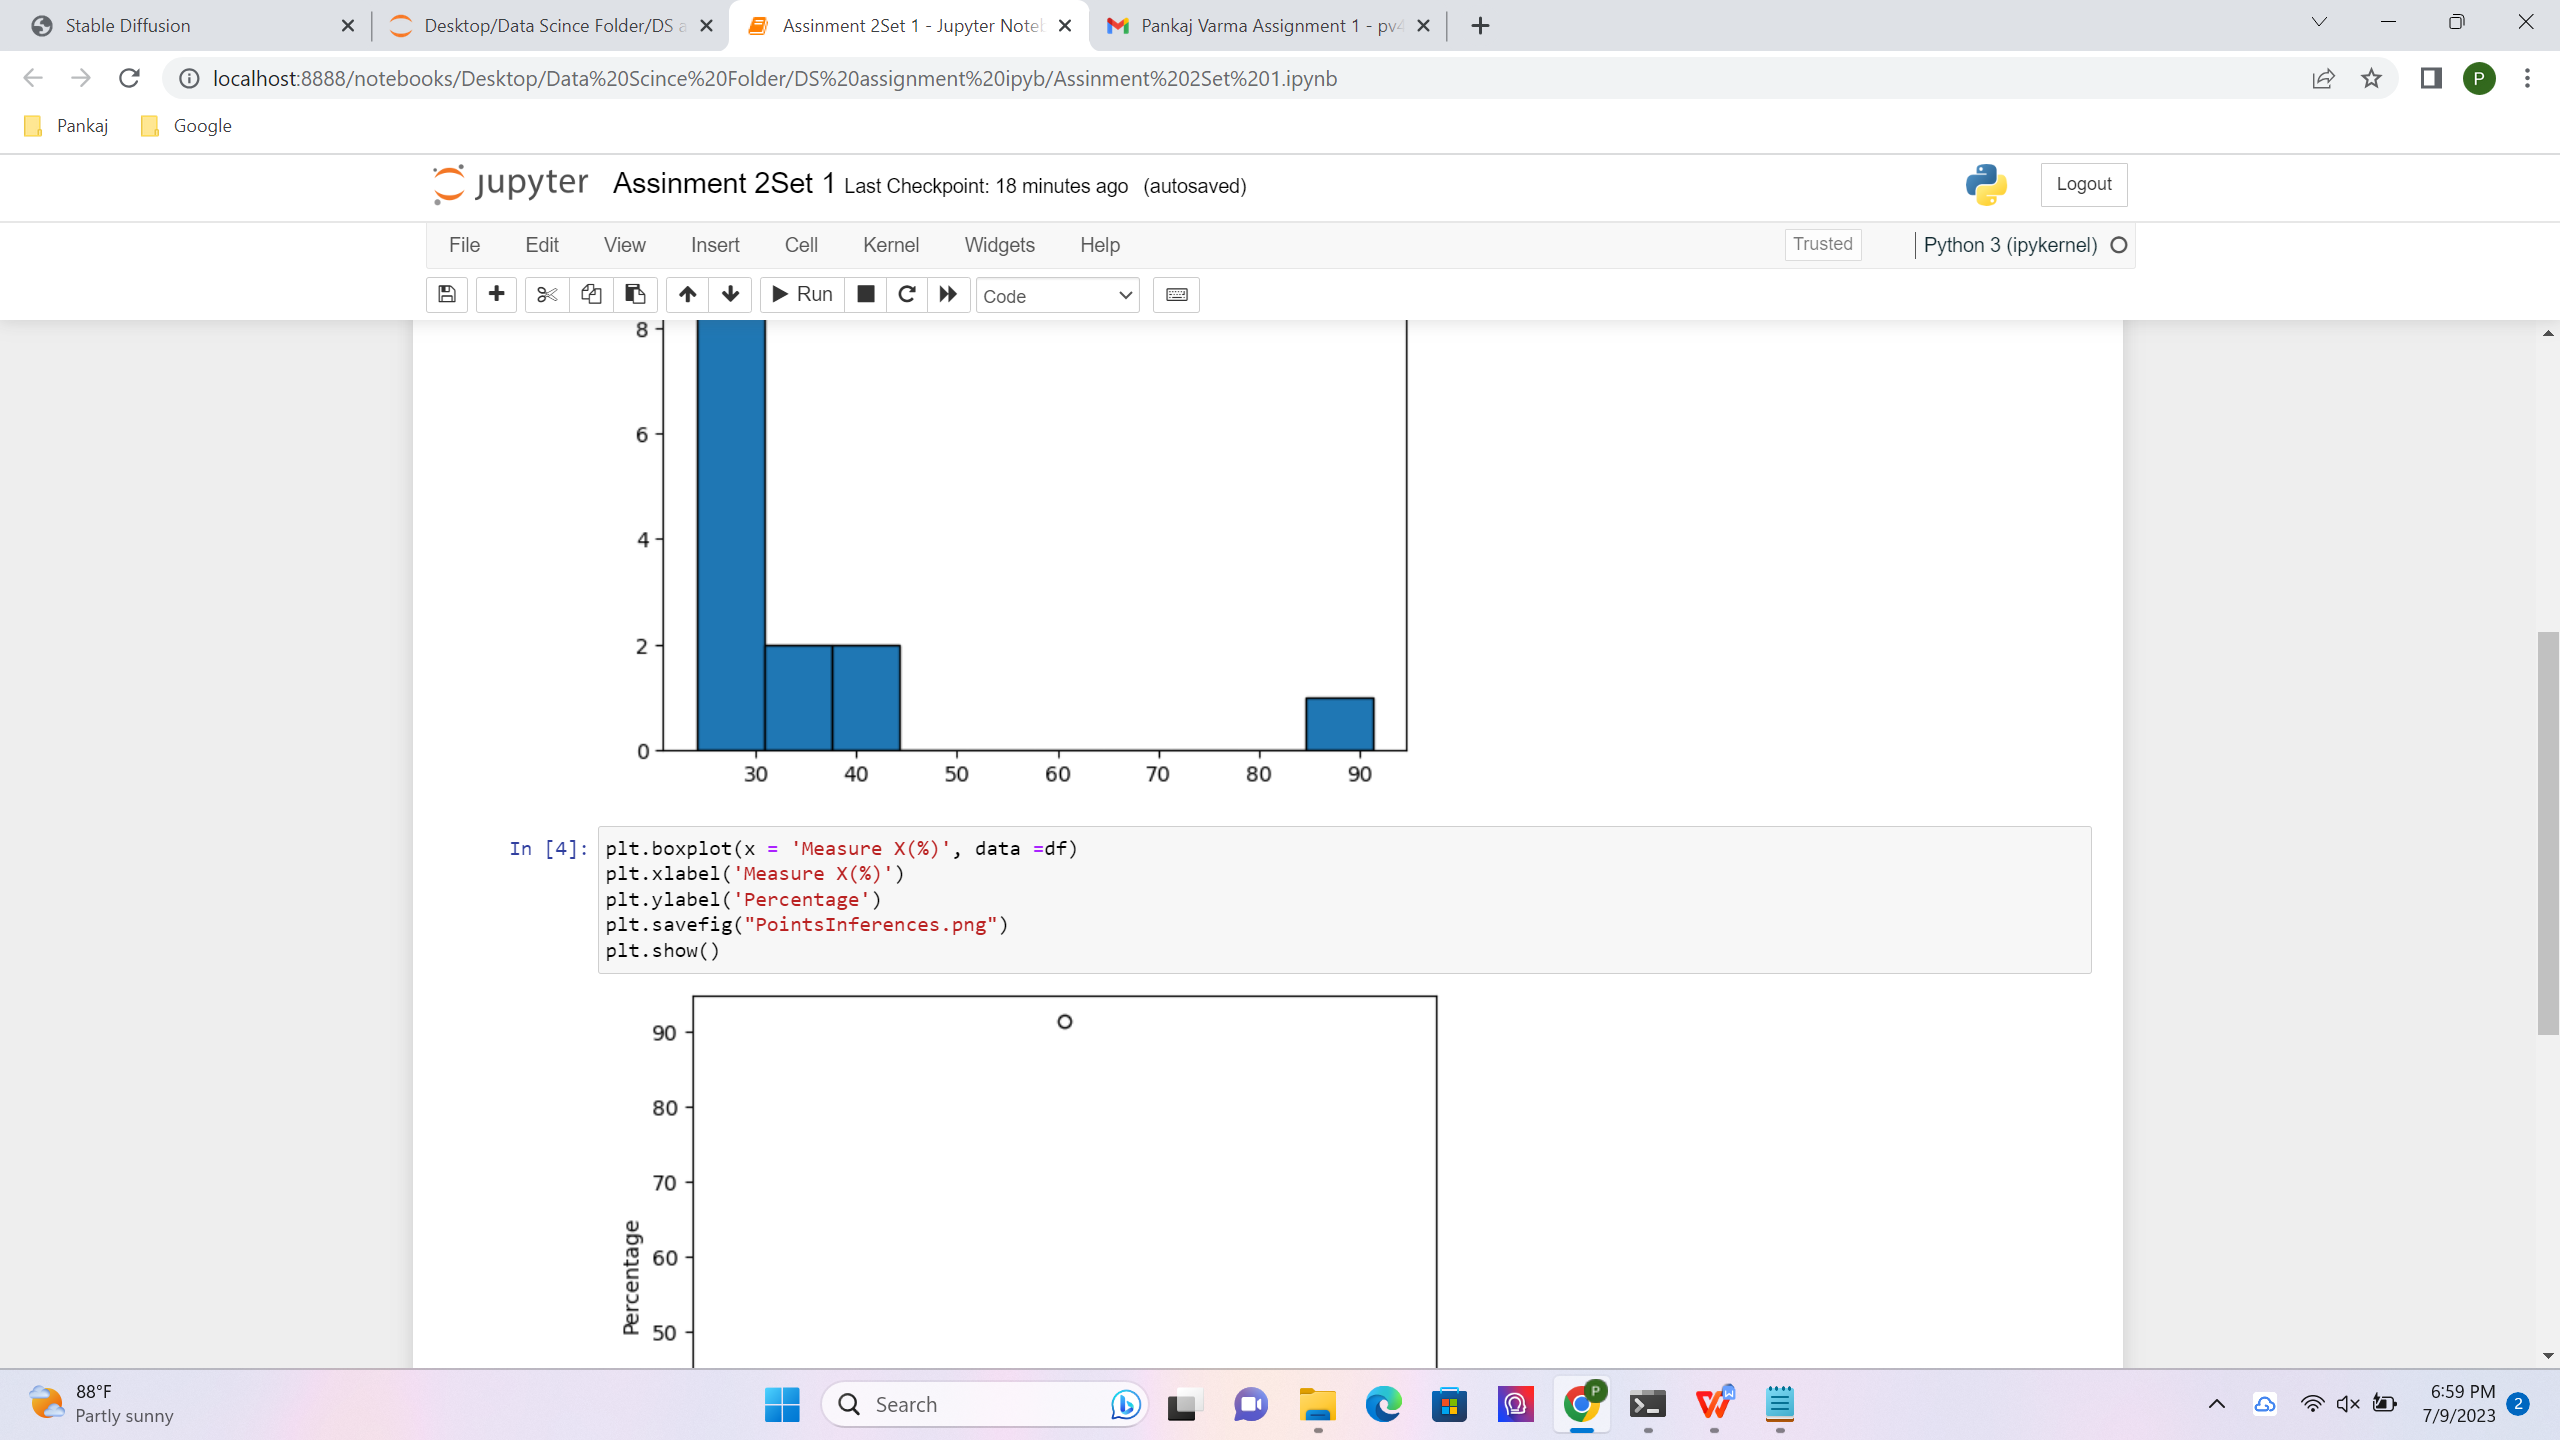 Stable Diffusion
Desktop/Data Scince Folder/DS a
Assinment 2Set 1 - Jupyter Note
Pankaj Varma Assignment 1 - pv4
localhost:8888/notebooks/Desktop/Data%20Scince%20Folder/DS%20assignment%20ipyb/Assinment%202Set%201.ipynb
P
Pankaj
Google
jupyter
Assinment 2Set 1 Last Checkpoint: 18 minutes ago (autosaved)
Logout
File Edit View Insert Cell Kernel Widgets Help
Trusted
Python 3 (ipykernel)
Run
Code
8
6
4
2
0
30 40 50 60 70 80 90
In [4]:
plt.boxplot(x = 'Measure X(%)', data =df)
plt.xlabel('Measure X(%)')
plt.ylabel('Percentage')
plt.savefig("PointsInferences.png")
plt.show()
90
80
70
60
50
Percentage
88°F
Partly sunny
Search
P
6:59 PM
7/9/2023
2